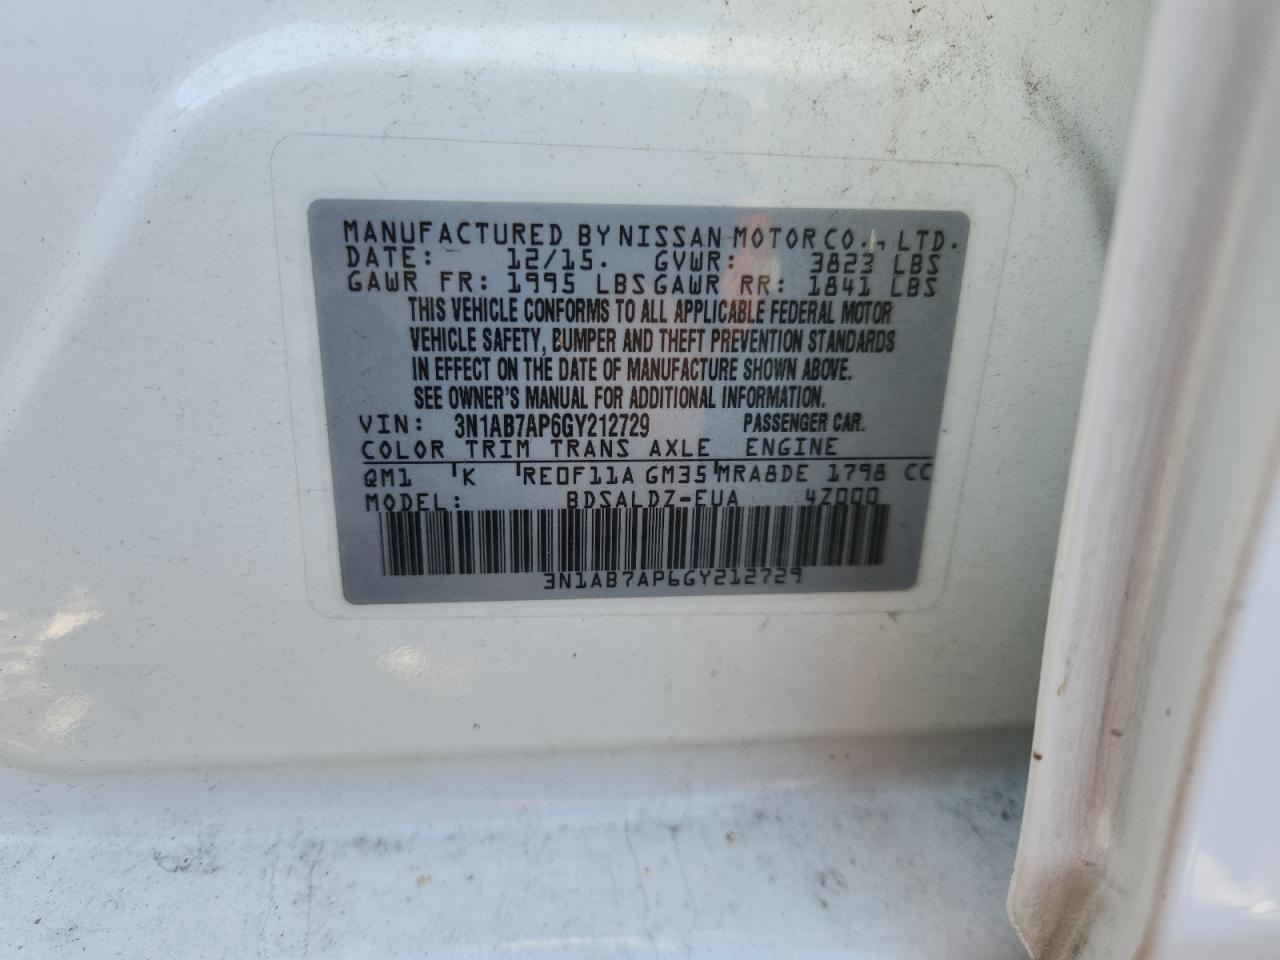 MANUFACTURED BY NISSAN MOTOR CO., LTD.
DATE: 12/15. GVWR: 3823 LBS
GAWR FR: 1995 LBS GAWR RR: 1841 LBS
THIS VEHICLE CONFORMS TO ALL APPLICABLE FEDERAL MOTOR
VEHICLE SAFETY, BUMPER AND THEFT PREVENTION STANDARDS
IN EFFECT ON THE DATE OF MANUFACTURE SHOWN ABOVE.
SEE OWNER'S MANUAL FOR ADDITIONAL INFORMATION.
VIN: 3N1AB7AP6GY212729 PASSENGER CAR.
COLOR TRIM TRANS AXLE ENGINE
QM1 K RE0F11A GM35 MRA8DE 1798 CC
MODEL: BDSALDZ-EUA 4Z000
3N1AB7AP6GY212729